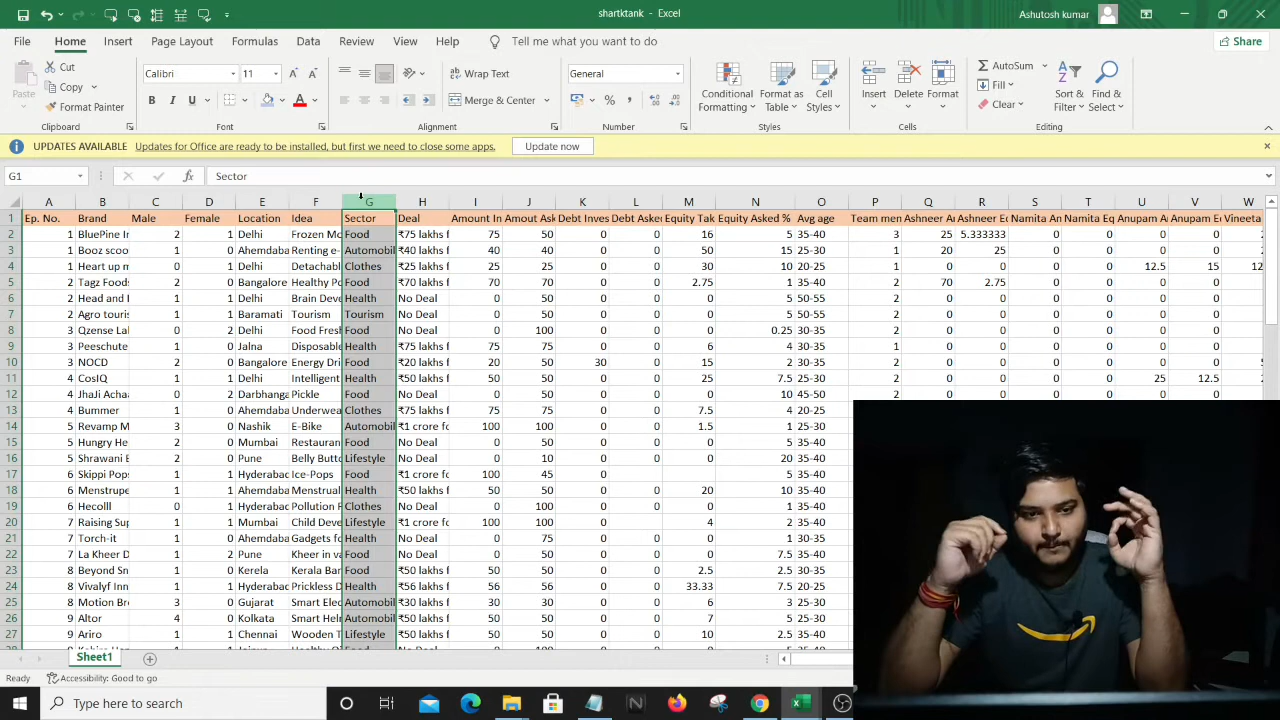 shartktank - Excel
Ashutosh kumar
File Home Insert Draw Page Layout Formulas Data Review View Help Tell me what you want to do Share
Cut
Copy
Format Painter
Paste
Calibri 11
B I U
Wrap Text
Merge & Center
General
Conditional Formatting
Format as Table
Cell Styles
Insert Delete Format
AutoSum
Fill
Clear
Sort & Filter
Find & Select
Clipboard Font Alignment Number Styles Cells Editing
UPDATES AVAILABLE Updates for Office are ready to be installed, but first we need to close some apps. Update now
G1 fx Sector
A B C D E F G H I J K L M N O P Q R S T U V W
1 Ep. No. Brand Male Female Location Idea Sector Deal Amount In Amout Ask Debt Inves Debt Aske Equity Tak Equity Asked % Avg age Team men Ashneer A Ashneer E Namita An Namita Eq Anupam A Anupam E Vineeta
2 1 BluePine I 2 1 Delhi Frozen Mo Food ₹75 lakhs f 75 50 0 0 16 5 35-40 3 25 5.333333 0 0 0 0
3 1 Booz scoo 1 0 Ahemdaba Renting e- Automobil ₹40 lakhs f 40 40 0 0 50 15 35-40 1 20 25 0 0 0 0
4 1 Heart up m 0 1 Delhi Detachabl Clothes ₹25 lakhs f 25 25 0 0 30 10 20-25 1 0 0 0 0 12.5 15 12
5 2 Tagz Foods 2 0 Bangalore Healthy Po Food ₹70 lakhs f 70 70 0 0 2.75 1 35-40 2 70 2.75 0 0 0 0
6 2 Head and 1 1 Delhi Brain Deve Health No Deal 0 50 0 0 0 5 50-55 2 0 0 0 0 0 0
7 2 Agro touris 1 1 Baramati Tourism Tourism No Deal 0 50 0 0 0 5 50-55 2 0 0 0 0 0 0
8 3 Qzense La 0 2 Delhi Food Fresh Food No Deal 0 100 0 0 0 0.25 30-35 2 0 0 0 0 0 0
9 3 Peeschute 1 0 Jalna Disposable Health ₹75 lakhs f 75 75 0 0 6 4 30-35 1 0 0 0 0 0 0
10 3 NOCD 2 0 Bangalore Energy Dri Food ₹20 lakhs f 20 50 30 0 15 2 30-35 2 0 0 0 0 0 0
11 4 CosIQ 1 1 Delhi Intelligent Health ₹50 lakhs f 50 50 0 0 25 7.5 25-30 2 0 0 0 0 25 12.5
12 4 JhaJi Acha 0 2 Darbhanga Pickle Food No Deal 0 50 0 0 0 10 45-50 2 0 0 0 0 0 0
13 4 Bummer 1 0 Ahemdaba Underwea Clothes ₹75 lakhs f 75 75 0 0 7.5 4 20-25
14 5 Revamp M 3 0 Nashik E-Bike Automobil ₹1 crore fo 100 100 0 0 1.5 1 25-30
15 5 Hungry He 2 0 Mumbai Restauran Food No Deal 0 50 0 0 0 3 35-40
16 5 Shrawani 2 0 Pune Belly Butto Lifestyle No Deal 0 10 0 0 0 20 35-40
17 6 Skippi Pops 1 1 Hyderabad Ice-Pops Food ₹1 crore fo 100 45 0 0 5 35-40
18 6 Menstrupe 1 1 Ahemdaba Menstrual Health ₹50 lakhs f 50 50 0 0 20 10 35-40
19 6 Hecolll 0 1 Hyderabad Pollution F Clothes No Deal 0 100 0 0 0 1 35-40
20 7 Raising Sup 1 1 Mumbai Child Deve Lifestyle ₹1 crore fo 100 100 0 0 4 2 35-40
21 7 Torch-it 1 0 Ahemdaba Gadgets fo Health No Deal 0 75 0 0 0 1 30-35
22 7 La Kheer D 1 2 Pune Kheer in va Food No Deal 0 50 0 0 0 7.5 35-40
23 8 Beyond Sn 1 0 Kerela Kerala Bar Food ₹50 lakhs f 50 50 0 0 2.5 2.5 30-35
24 8 Vivalyf Inn 1 0 Hyderabad Prickless D Health ₹56 lakhs f 56 56 0 0 33.33 7.5 20-25
25 8 Motion Br 3 0 Gujarat Smart Elec Automobil ₹30 lakhs f 30 30 0 0 6 3 25-30
26 9 Altor 4 0 Kolkata Smart Heln Automobil ₹50 lakhs f 50 50 0 0 7 5 26-30
27 9 Ariro 1 1 Chennai Wooden T Lifestyle ₹50 lakhs f 50 50 0 0 10 2.5 35-40
Sheet1
Ready Accessibility: Good to go
Type here to search